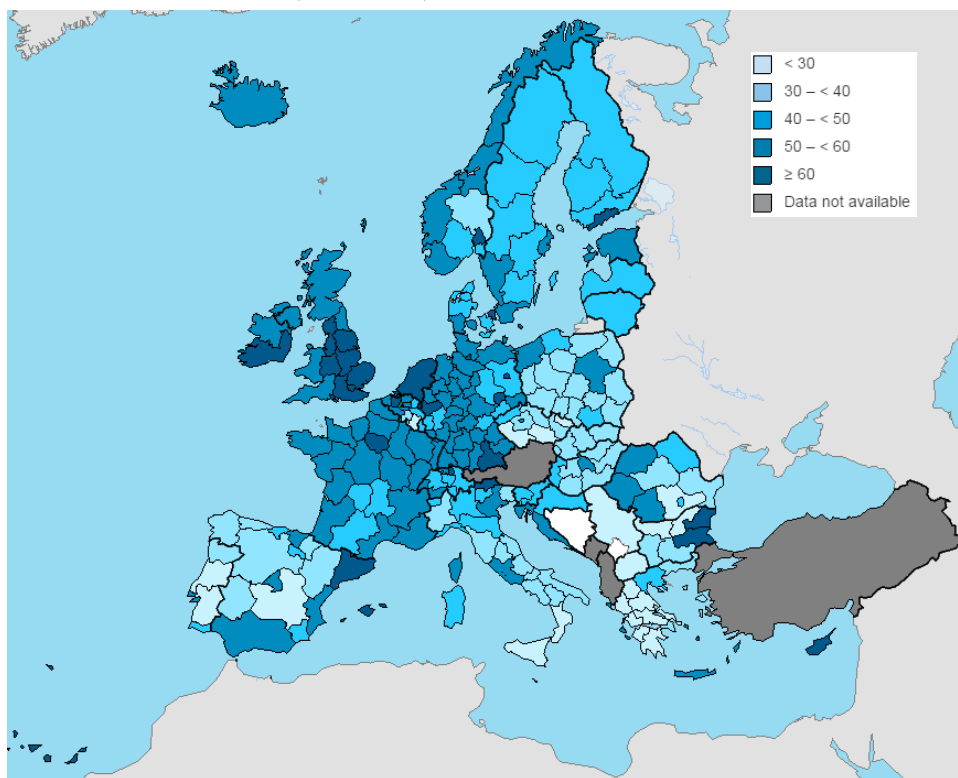 < 30
30 – < 40
40 – < 50
50 – < 60
≥ 60
Data not available